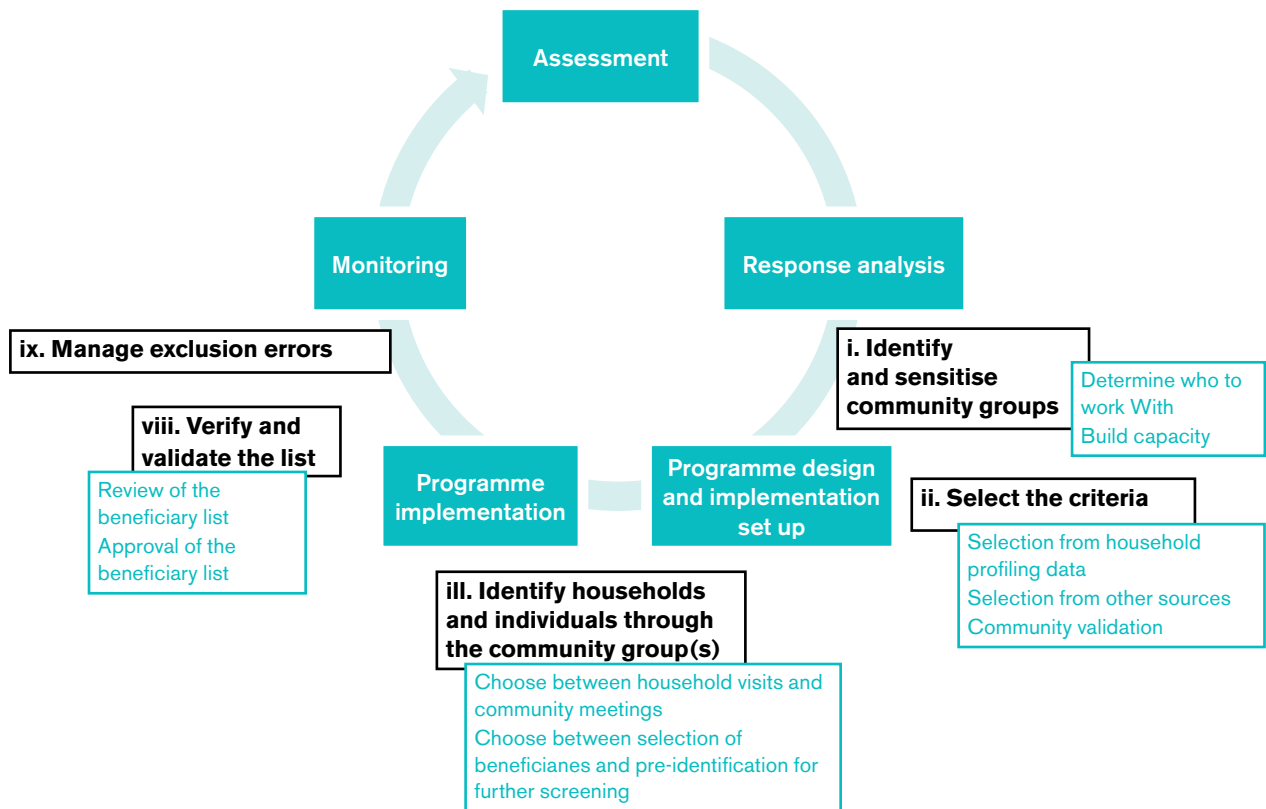 Assessment
Monitoring
Response analysis
ix. Manage exclusion errors
i. Identify
and sensitise
community groups
Determine who to
work With
Build capacity
viii. Verify and
validate the list
Review of the
beneficiary list
Approval of the
beneficiary list
Programme
implementation
Programme design
and implementation
set up
ii. Select the criteria
Selection from household
profiling data
Selection from other sources
Community validation
ill. Identify households
and individuals through
the community group(s)
Choose between household visits and
community meetings
Choose between selection of
beneficianes and pre-identification for
further screening